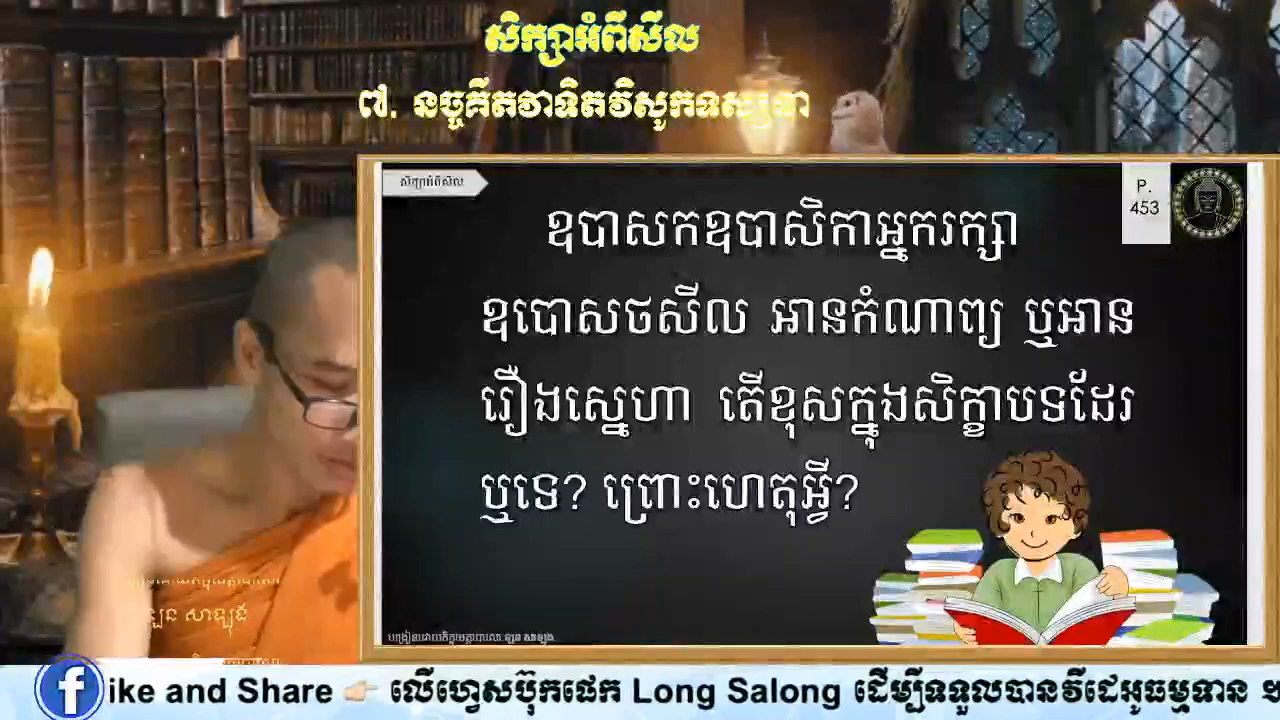 សិក្សាអំពីសីល
៧. នច្ចគីតវាទិតវិសូកទស្សនា
សិក្សាអំពីសីល
P.
453
ឧបាសកឧបាសិកាអ្នករក្សា
ឧបោសថសីល អានកំណាព្យ ឬអាន
រឿងស្នេហា តើខុសក្នុងសិក្ខាបទដែរ
ឬទេ? ព្រោះហេតុអ្វី?
សាឡុង
ike and Share 👉 លើហ្វេសប៊ុកផេក Long Salong ដើម្បីទទួលបានវីដេអូធម្មទាន